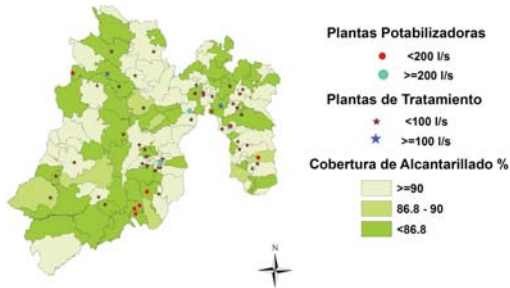 Plantas Potabilizadoras
<200 l/s
>=200 l/s
Plantas de Tratamiento
<100 l/s
>=100 l/s
Cobertura de Alcantarillado %
>=90
86.8 - 90
<86.8
N